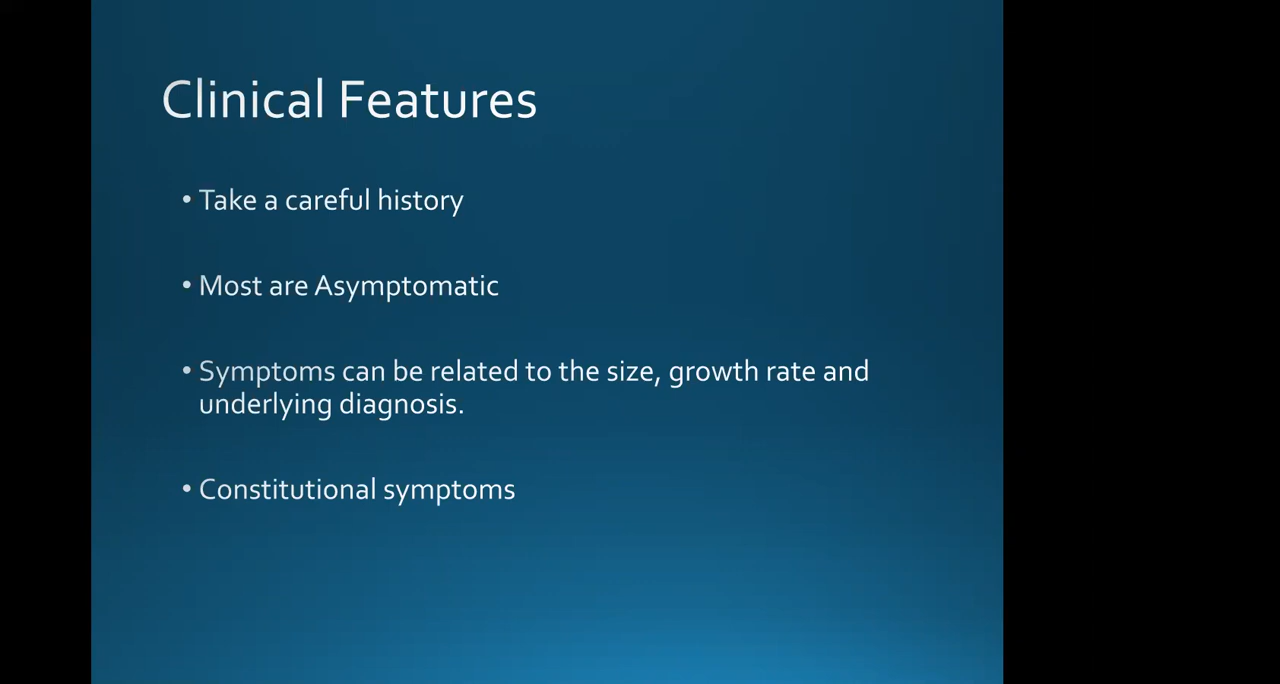 Clinical Features
• Take a careful history
• Most are Asymptomatic
• Symptoms can be related to the size, growth rate and
underlying diagnosis.
• Constitutional symptoms